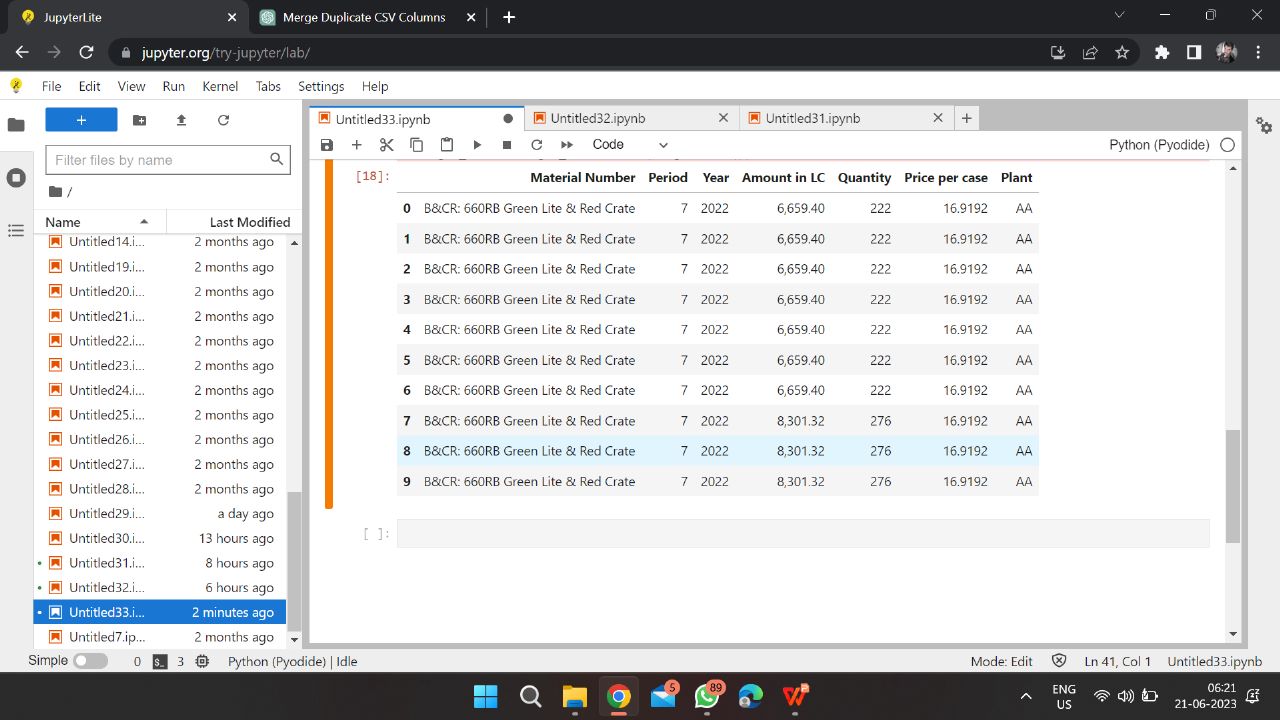 JupyterLite
Merge Duplicate CSV Columns
jupyter.org/try-jupyter/lab/
File Edit View Run Kernel Tabs Settings Help
Untitled33.ipynb
Untitled32.ipynb
Untitled31.ipynb
Code
Python (Pyodide)
Filter files by name
/
Name Last Modified
Untitled14.i... 2 months ago
Untitled19.i... 2 months ago
Untitled20.i... 2 months ago
Untitled21.i... 2 months ago
Untitled22.i... 2 months ago
Untitled23.i... 2 months ago
Untitled24.i... 2 months ago
Untitled25.i... 2 months ago
Untitled26.i... 2 months ago
Untitled27.i... 2 months ago
Untitled28.i... 2 months ago
Untitled29.i... a day ago
Untitled30.i... 13 hours ago
Untitled31.i... 8 hours ago
Untitled32.i... 6 hours ago
Untitled33.i... 2 minutes ago
Untitled7.ip... 2 months ago
[18]:
Material Number Period Year Amount in LC Quantity Price per case Plant
0 B&CR: 660RB Green Lite & Red Crate 7 2022 6,659.40 222 16.9192 AA
1 B&CR: 660RB Green Lite & Red Crate 7 2022 6,659.40 222 16.9192 AA
2 B&CR: 660RB Green Lite & Red Crate 7 2022 6,659.40 222 16.9192 AA
3 B&CR: 660RB Green Lite & Red Crate 7 2022 6,659.40 222 16.9192 AA
4 B&CR: 660RB Green Lite & Red Crate 7 2022 6,659.40 222 16.9192 AA
5 B&CR: 660RB Green Lite & Red Crate 7 2022 6,659.40 222 16.9192 AA
6 B&CR: 660RB Green Lite & Red Crate 7 2022 6,659.40 222 16.9192 AA
7 B&CR: 660RB Green Lite & Red Crate 7 2022 8,301.32 276 16.9192 AA
8 B&CR: 660RB Green Lite & Red Crate 7 2022 8,301.32 276 16.9192 AA
9 B&CR: 660RB Green Lite & Red Crate 7 2022 8,301.32 276 16.9192 AA
[ ]:
Simple 0 3 Python (Pyodide) | Idle Mode: Edit Ln 41, Col 1 Untitled33.ipynb
5
89
ENG
US
06:21
21-06-2023